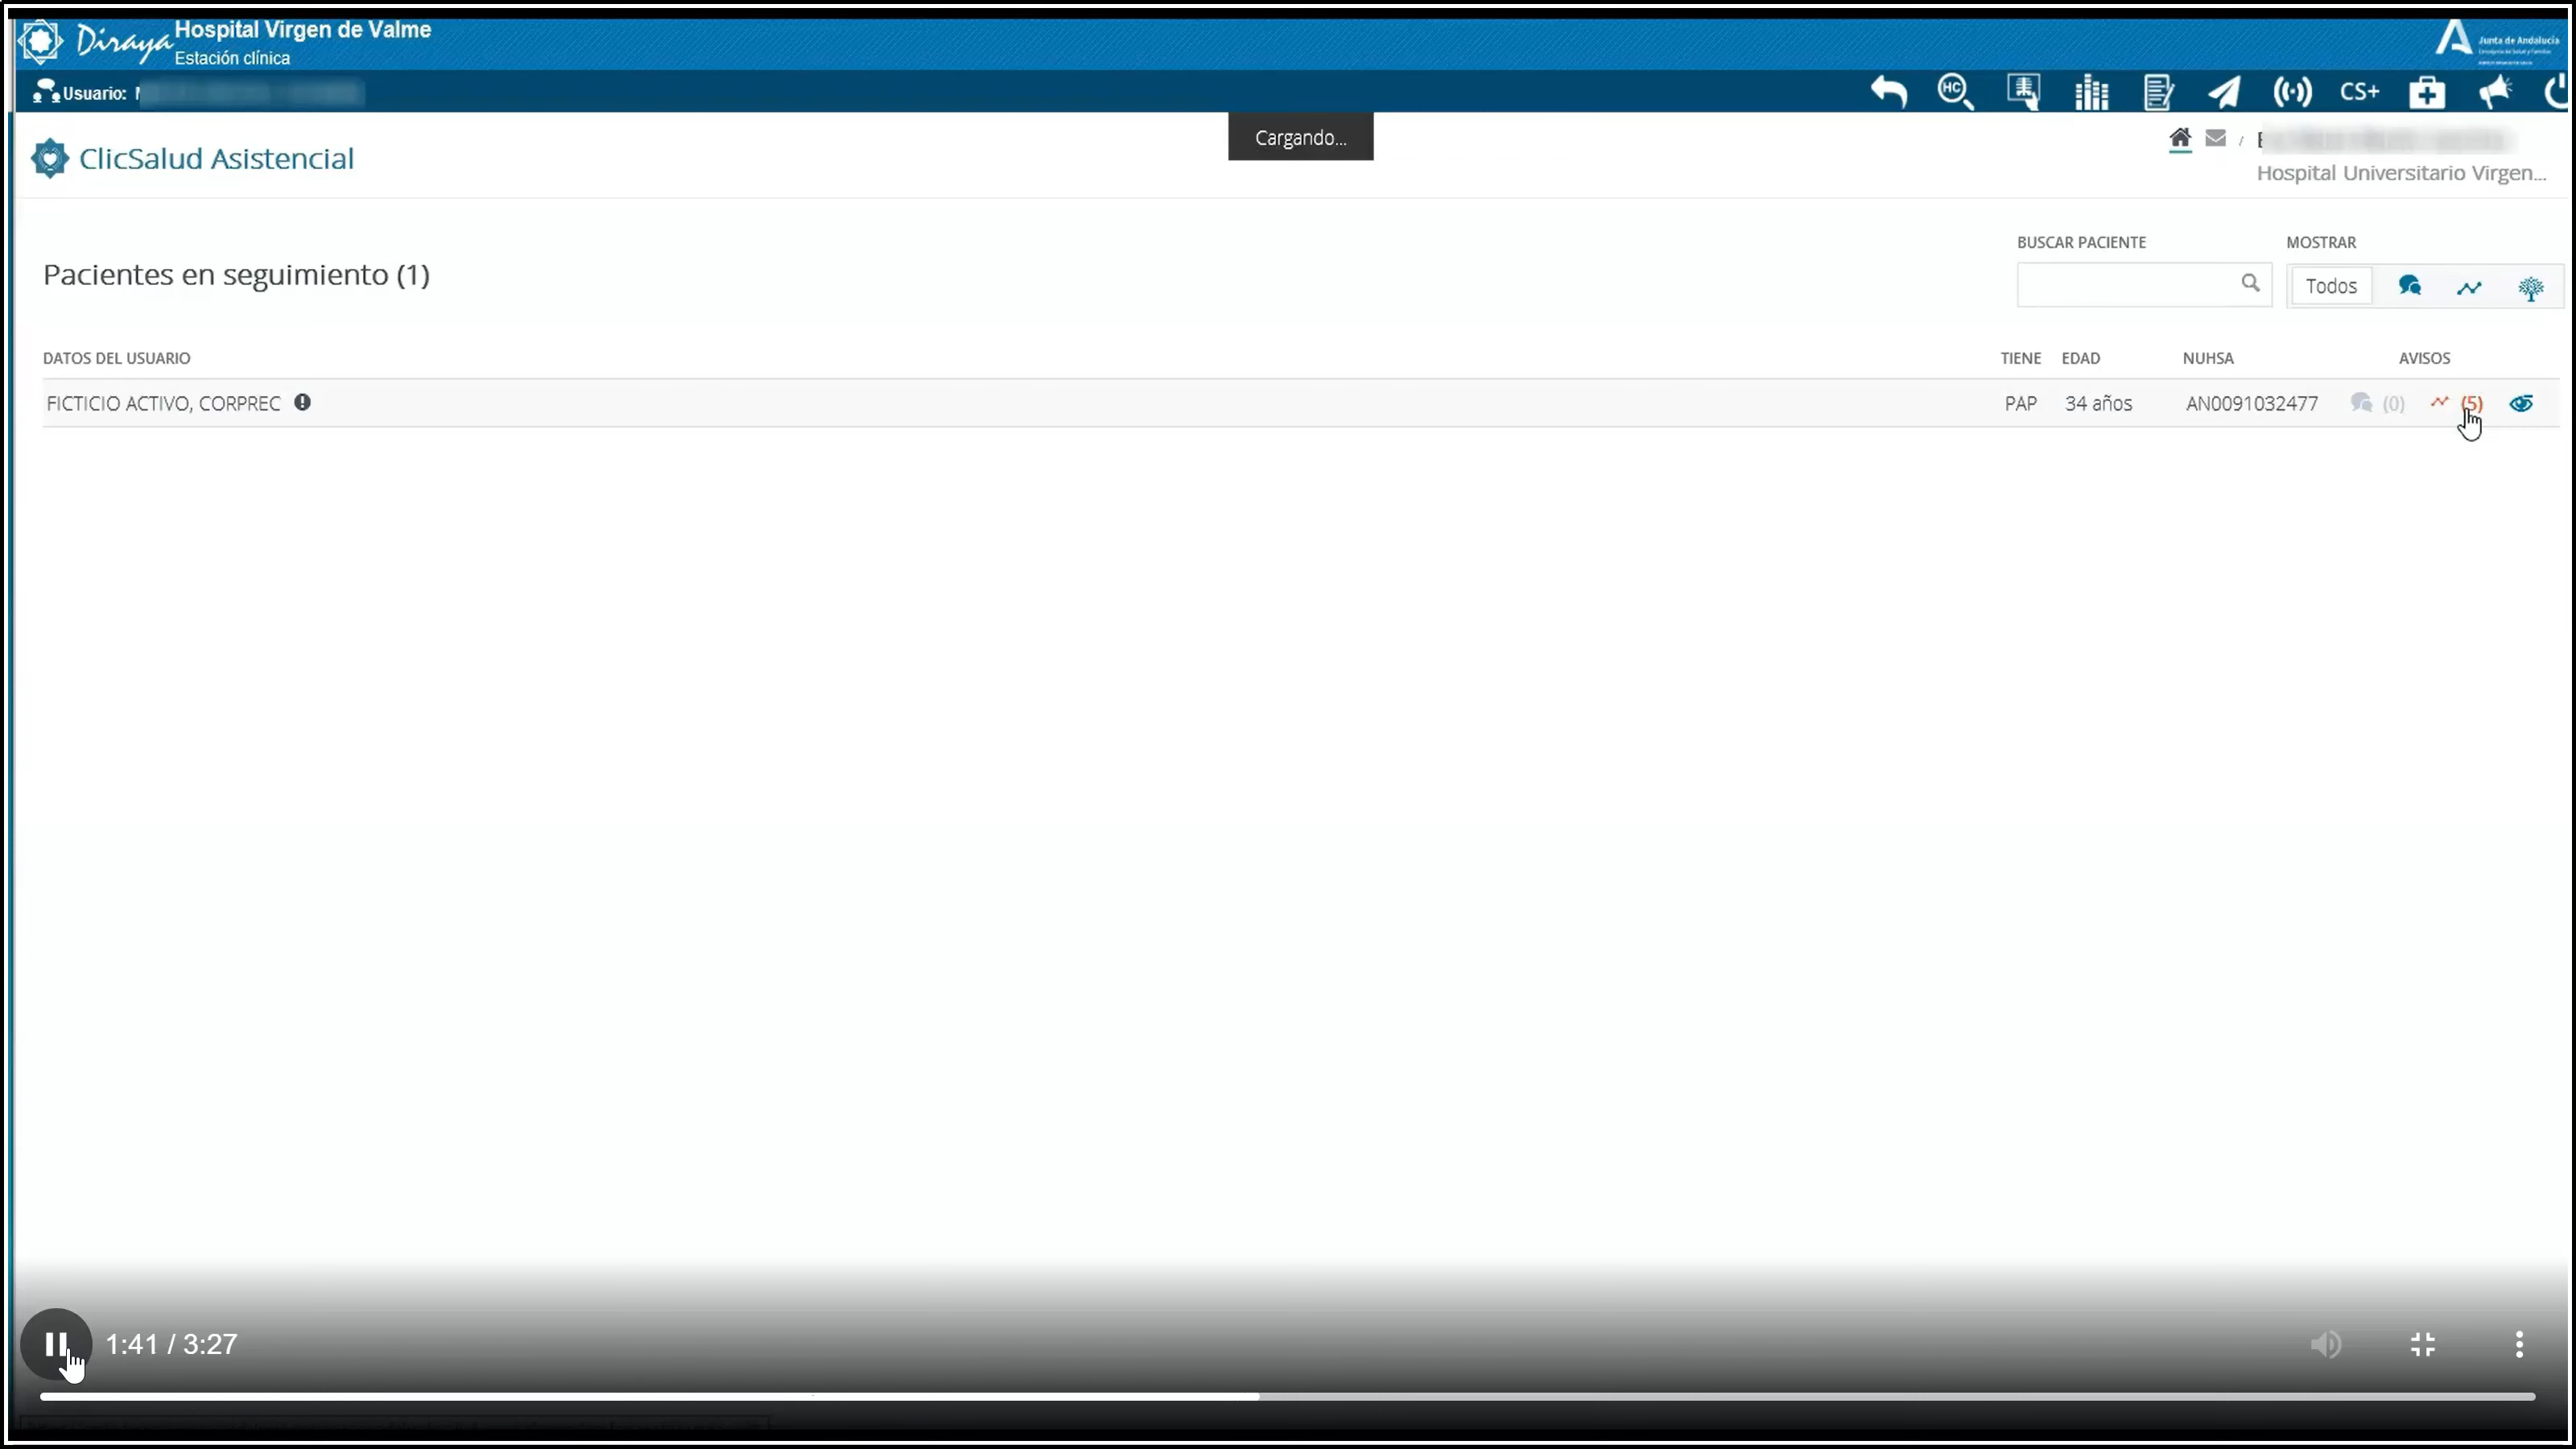 Diraya
Hospital Virgen de Valme
Estación clínica
Junta de Andalucía
Usuario:
HC
CS+
ClicSalud Asistencial
Cargando...
/
Hospital Universitario Virgen...
Pacientes en seguimiento (1)
BUSCAR PACIENTE
MOSTRAR
Todos
DATOS DEL USUARIO
TIENE
EDAD
NUHSA
AVISOS
FICTICIO ACTIVO, CORPREC
PAP
34 años
AN0091032477
(0)
(5)
1:41 / 3:27